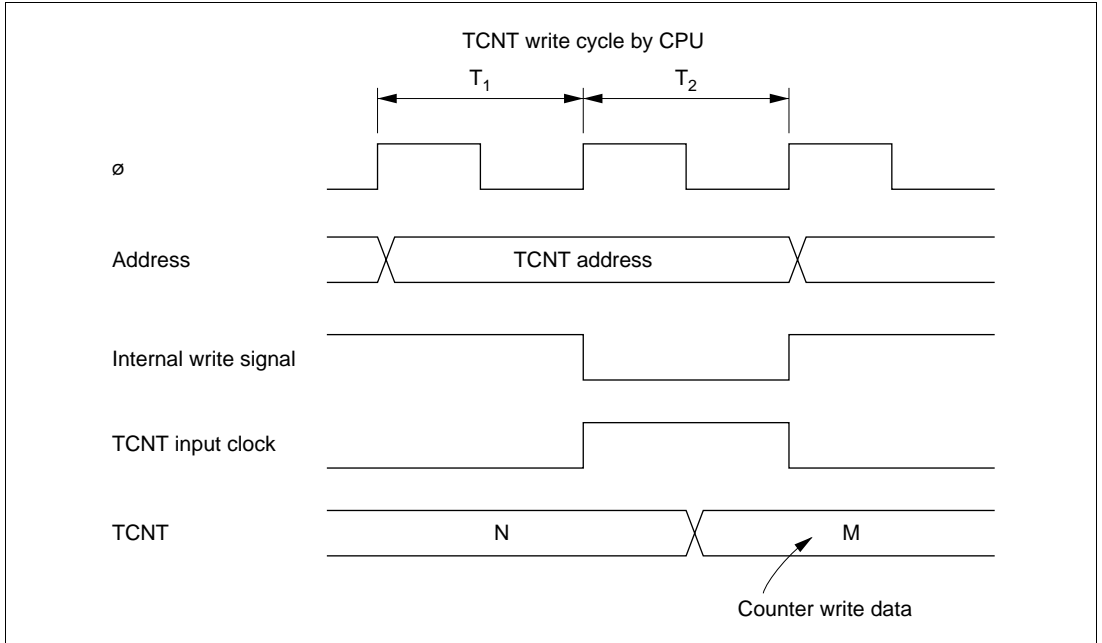 TCNT write cycle by CPU
T1 T2
ø
Address TCNT address
Internal write signal
TCNT input clock
TCNT N M
Counter write data